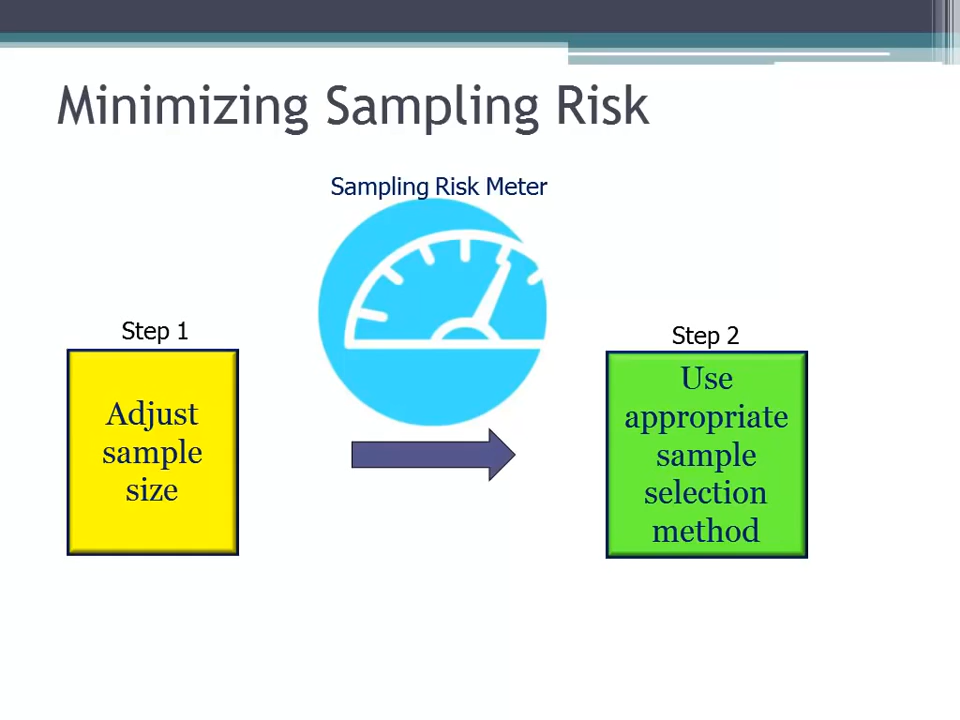 Minimizing Sampling Risk
Sampling Risk Meter
Step 1
Adjust
sample
size
Step 2
Use
appropriate
sample
selection
method